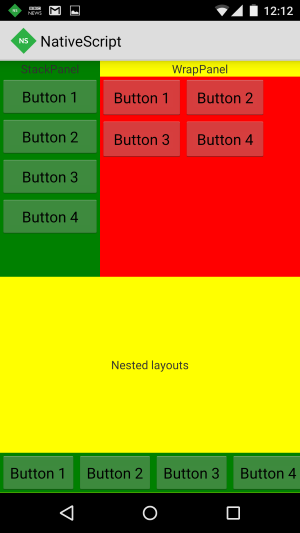 NS BBC NEWS 12:12
NS NativeScript
StackPanel WrapPanel
Button 1 Button 1 Button 2
Button 2 Button 3 Button 4
Button 3
Button 4
Nested layouts
Button 1 Button 2 Button 3 Button 4